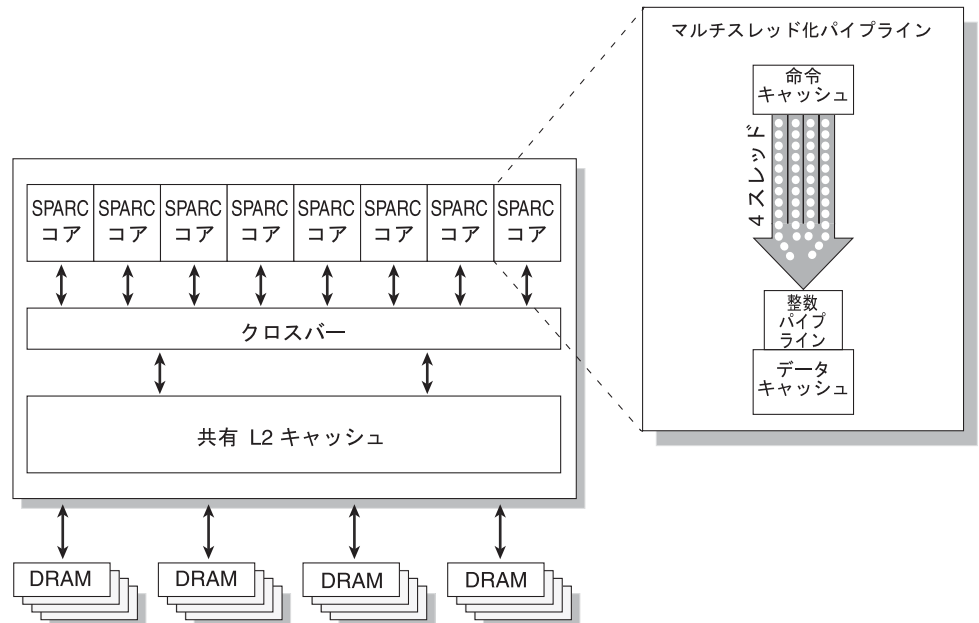 マルチスレッド化パイプライン
命令
キャッシュ
4 スレッド
整数
パイプ
ライン
データ
キャッシュ
SPARC
コア
SPARC
コア
SPARC
コア
SPARC
コア
SPARC
コア
SPARC
コア
SPARC
コア
SPARC
コア
クロスバー
共有 L2 キャッシュ
DRAM
DRAM
DRAM
DRAM